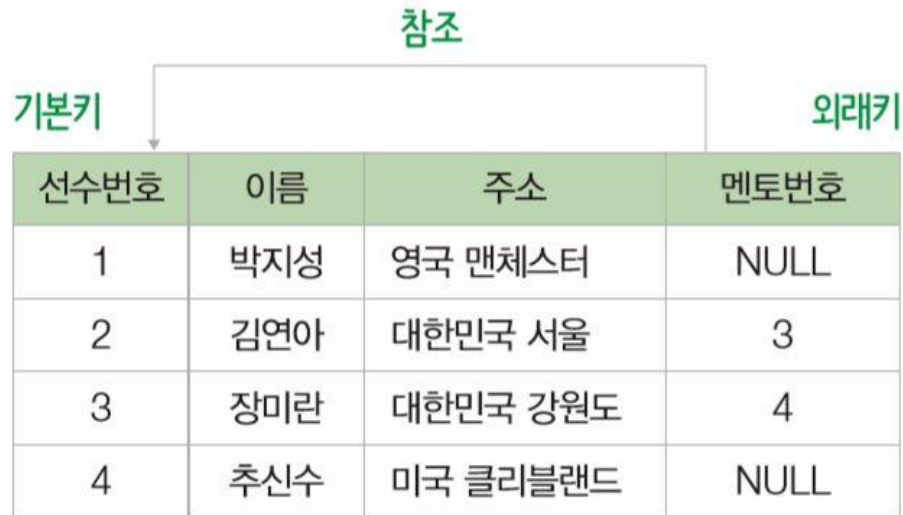 참조
기본키 외래키
선수번호 이름 주소 멘토번호
1 박지성 영국 맨체스터 NULL
2 김연아 대한민국 서울 3
3 장미란 대한민국 강원도 4
4 추신수 미국 클리블랜드 NULL